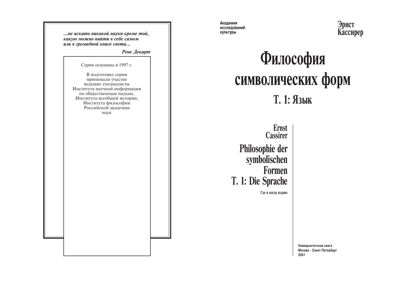 ...не искать никакой науки кроме той,
какую можно найти в себе самом
или в громадной книге света...
Рене Декарт
Серия основана в 1997 г.
В подготовке серии
принимали участие
ведущие специалисты
Института научной информации
по общественным наукам,
Института всеобщей истории,
Института философии
Российской академии
наук
Академия
исследований
культуры
Эрнст
Кассирер
Философия
символических форм
Т. 1: Язык
Ernst
Cassirer
Philosophie der
symbolischen
Formen
T. 1: Die Sprache
Университетская книга
Москва – Санкт-Петербург
2001